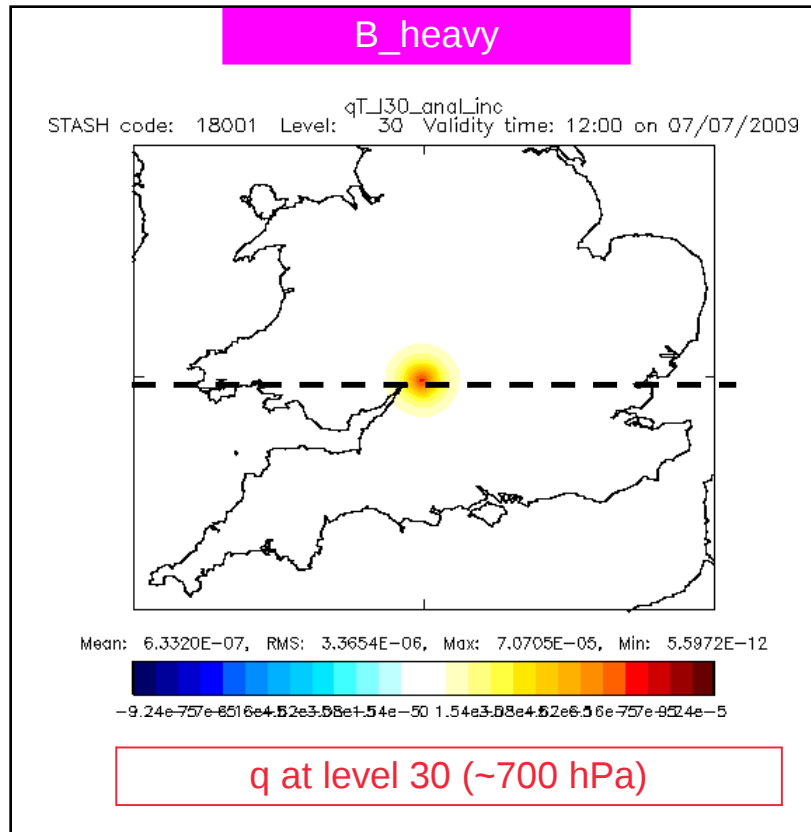 B_heavy
qT_l30_anal_inc
STASH code: 18001 Level: 30 Validity time: 12:00 on 07/07/2009
Mean: 6.3320E-07, RMS: 3.3654E-06, Max: 7.0705E-05, Min: 5.5972E-12
q at level 30 (~700 hPa)